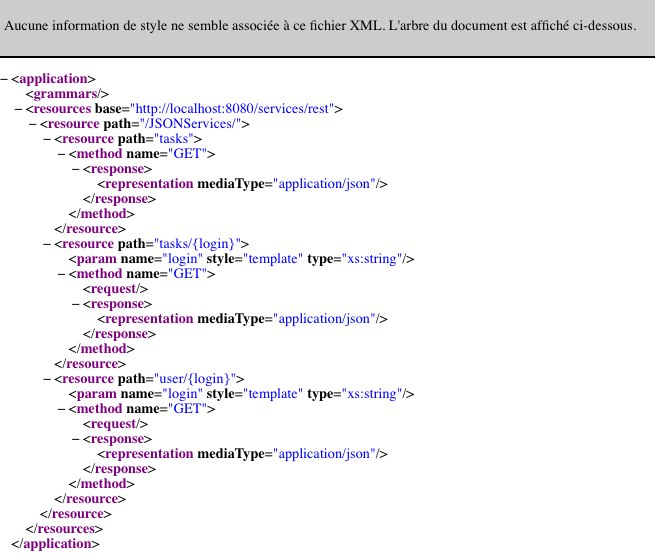 Aucune information de style ne semble associée à ce fichier XML. L'arbre du document est affiché ci-dessous.
– <application>
<grammars/>
– <resources base="http://localhost:8080/services/rest">
– <resource path="/JSONServices/">
– <resource path="tasks">
– <method name="GET">
– <response>
<representation mediaType="application/json"/>
</response>
</method>
</resource>
– <resource path="tasks/{login}">
<param name="login" style="template" type="xs:string"/>
– <method name="GET">
<request/>
– <response>
<representation mediaType="application/json"/>
</response>
</method>
</resource>
– <resource path="user/{login}">
<param name="login" style="template" type="xs:string"/>
– <method name="GET">
<request/>
– <response>
<representation mediaType="application/json"/>
</response>
</method>
</resource>
</resource>
</resources>
</application>